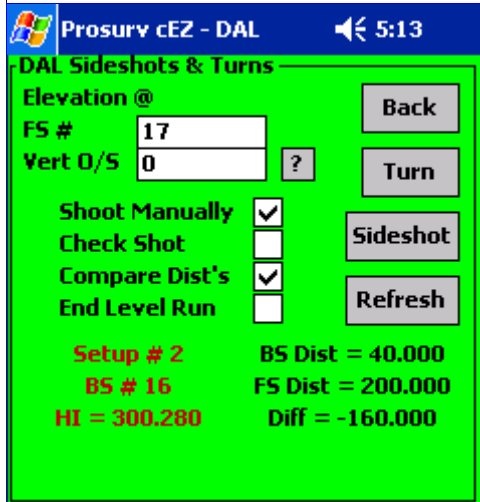 Prosurv cEZ - DAL 5:13
DAL Sideshots & Turns
Elevation @
Back
FS # 17
Vert O/S 0 ?
Turn
Shoot Manually
Sideshot
Check Shot
Compare Dist's
Refresh
End Level Run
Setup # 2 BS Dist = 40.000
BS # 16 FS Dist = 200.000
HI = 300.280 Diff = -160.000